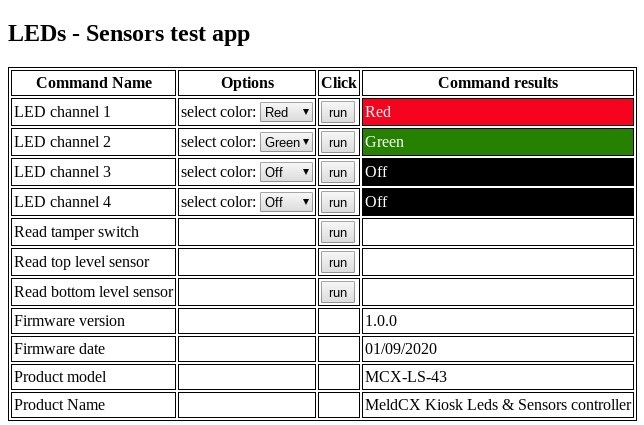 LEDs - Sensors test app
Command Name Options Click Command results
LED channel 1 select color: Red run Red
LED channel 2 select color: Green run Green
LED channel 3 select color: Off run Off
LED channel 4 select color: Off run Off
Read tamper switch run
Read top level sensor run
Read bottom level sensor run
Firmware version 1.0.0
Firmware date 01/09/2020
Product model MCX-LS-43
Product Name MeldCX Kiosk Leds & Sensors controller